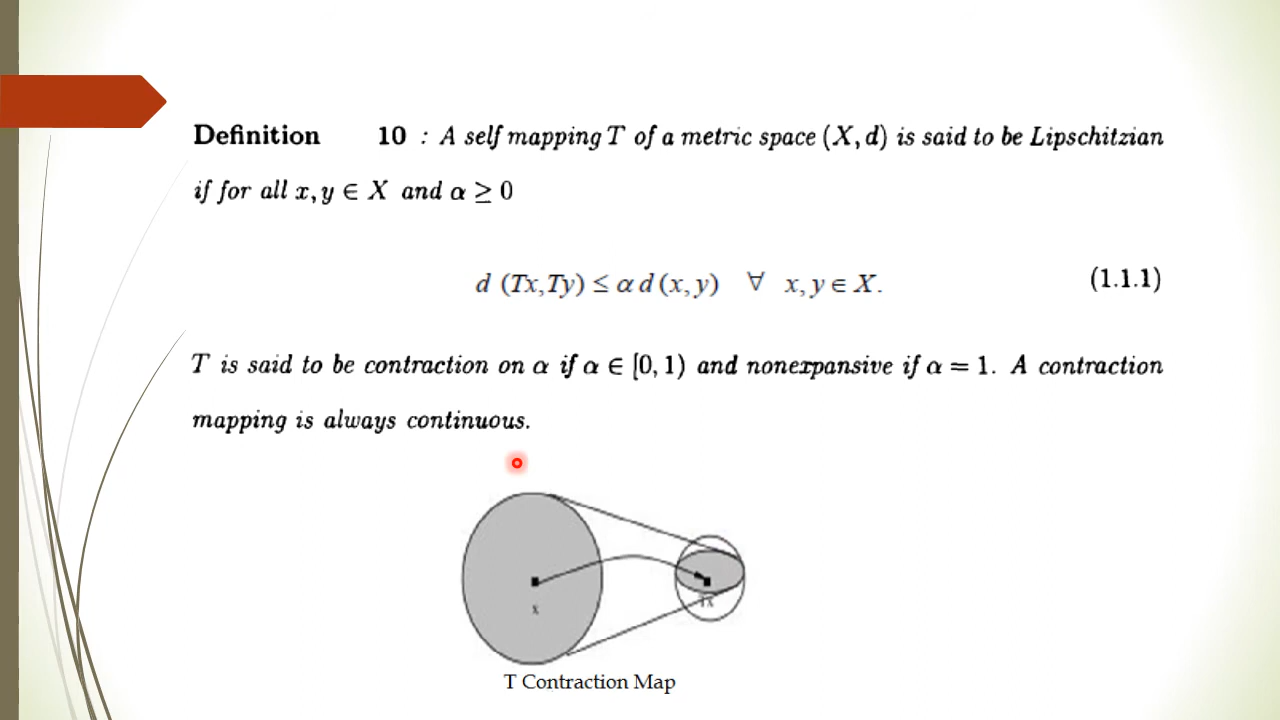 Definition 10 : A self mapping T of a metric space (X, d) is said to be Lipschitzian
if for all x, y ∈ X and α ≥ 0
d (Tx,Ty) ≤ α d (x, y) ∀ x, y ∈ X. (1.1.1)
T is said to be contraction on α if α ∈ [0, 1) and nonexpansive if α = 1. A contraction
mapping is always continuous.
x
Tx
T Contraction Map